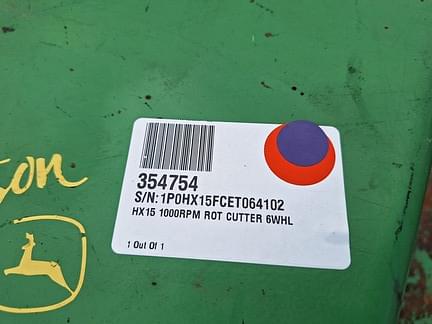 354754
S/N:1P0HX15FCET064102
HX15 1000RPM ROT CUTTER 6WHL
1 Out Of 1